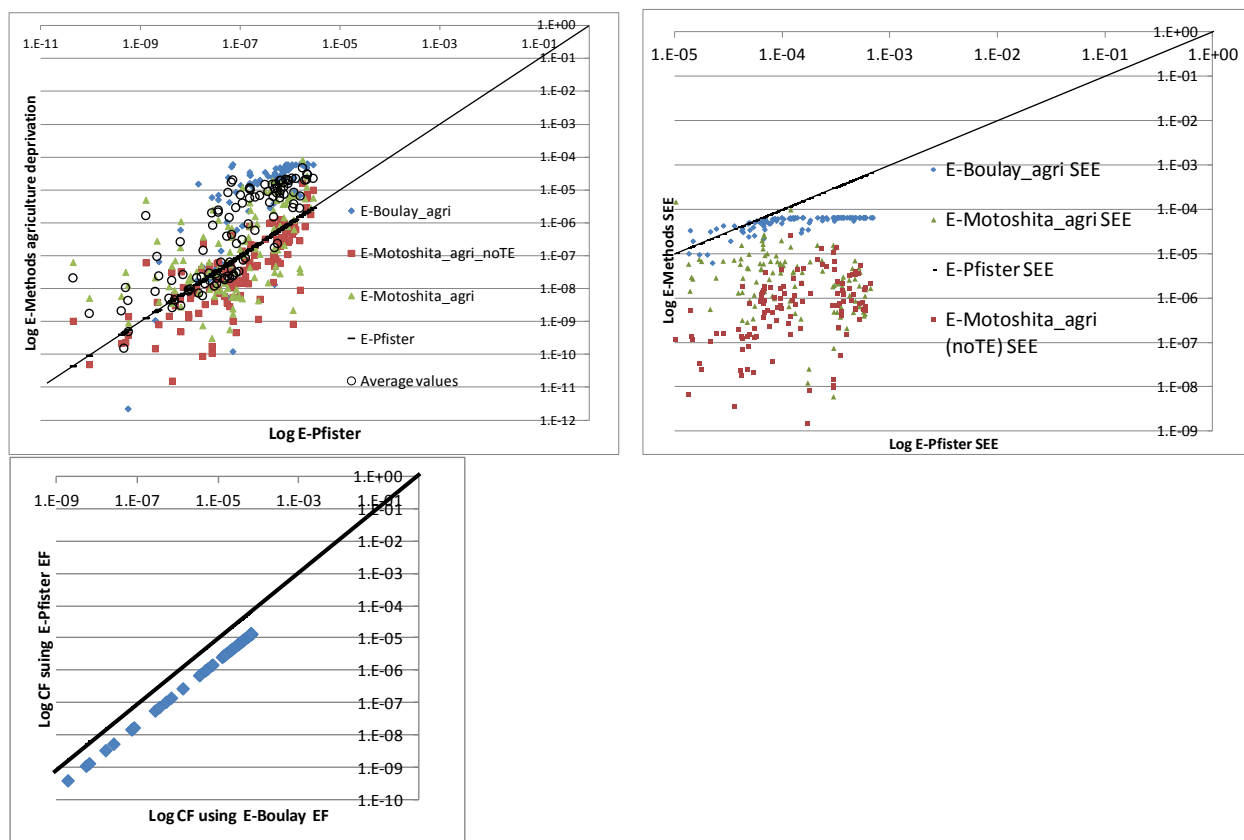 1.E+00
1.E-11 1.E-09 1.E-07 1.E-05 1.E-03 1.E-01
1.E-01
1.E-02
1.E-03
1.E-04
1.E-05
1.E-06
1.E-07
1.E-08
1.E-09
1.E-10
1.E-11
1.E-12
Log E-Methods agriculture deprivation
E-Boulay_agri
E-Motoshita_agri_noTE
E-Motoshita_agri
E-Pfister
Average values
Log E-Pfister
1.E+00
1.E-05 1.E-04 1.E-03 1.E-02 1.E-01 1.E+00
1.E-01
1.E-02
1.E-03
1.E-04
1.E-05
1.E-06
1.E-07
1.E-08
1.E-09
Log E-Methods SEE
E-Boulay_agri SEE
E-Motoshita_agri SEE
E-Pfister SEE
E-Motoshita_agri
(noTE) SEE
Log E-Pfister SEE
1.E+00
1.E-09 1.E-07 1.E-05 1.E-03 1.E-01
1.E-01
1.E-02
1.E-03
1.E-04
1.E-05
1.E-06
1.E-07
1.E-08
1.E-09
1.E-10
Log CF suing E-Pfister EF
Log CF using E-Boulay EF